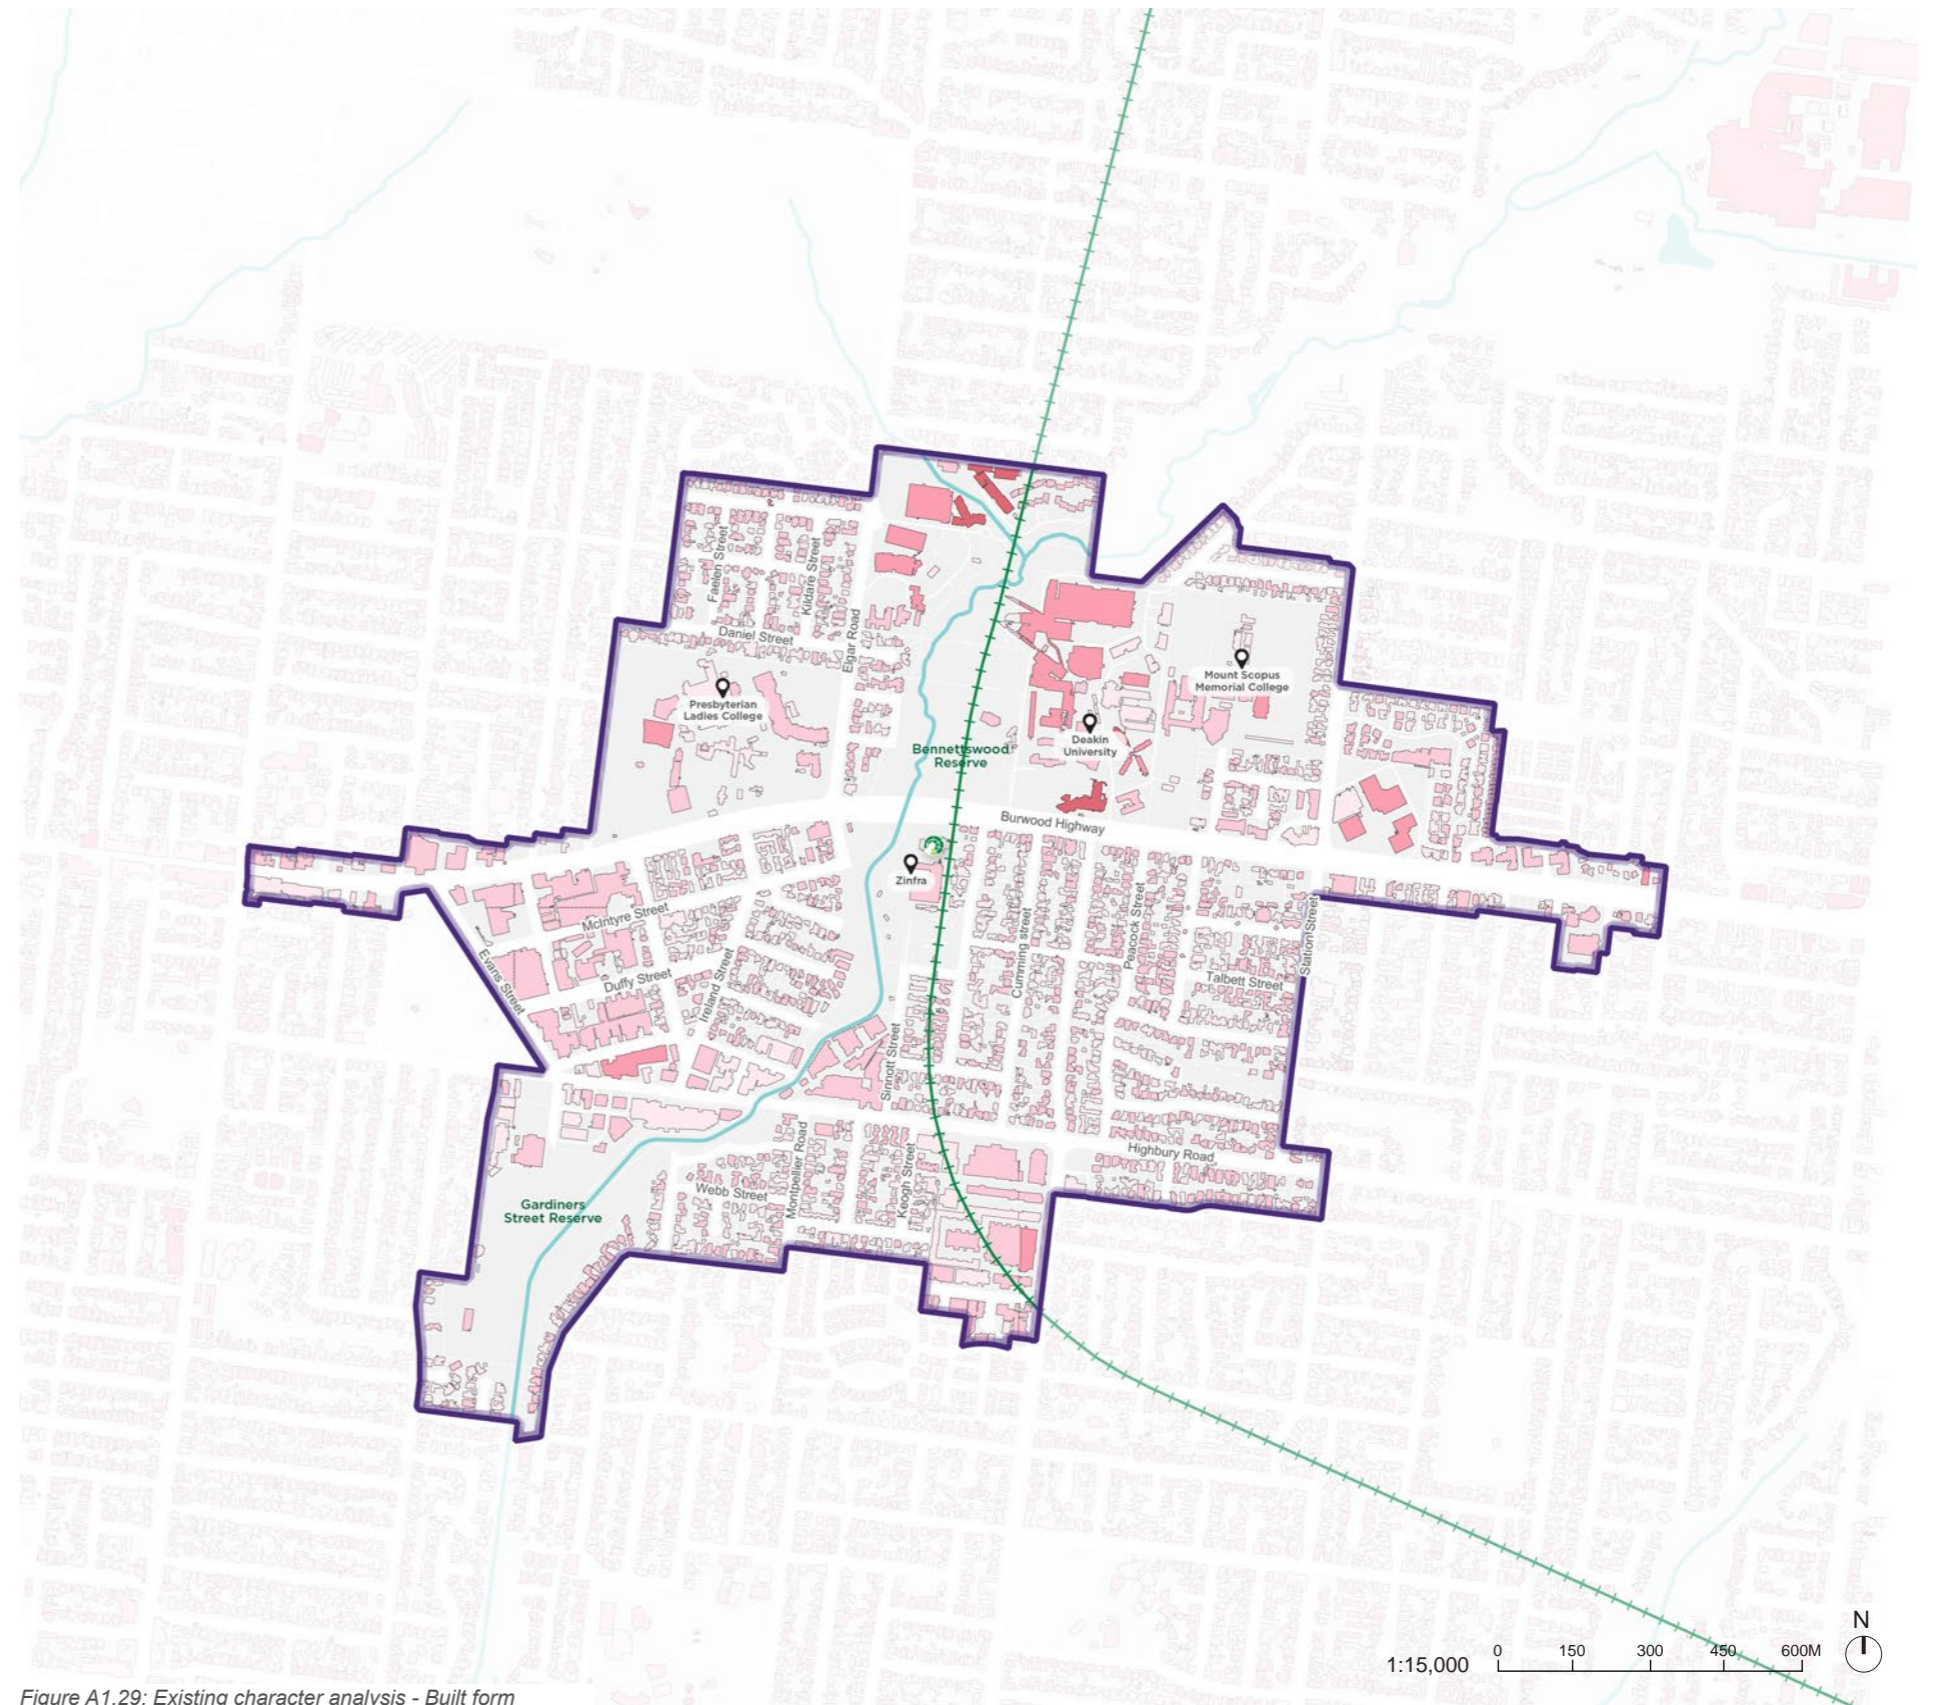 Faelen Street
Kildare Street
Daniel Street
Elgar Road
Presbyterian
Ladies College
Mount Scopus
Memorial College
Deakin
University
Bennettswood
Reserve
Burwood Highway
Zinfra
McIntyre Street
Evans Street
Duffy Street
Ireland Street
Cumming street
Peacock Street
Station Street
Talbett Street
Sinnott Street
Highbury Road
Montpellier Road
Keogh Street
Webb Street
Gardiners
Street Reserve
N
1:15,000
0 150 300 450 600M
Figure A1.29: Existing character analysis - Built form